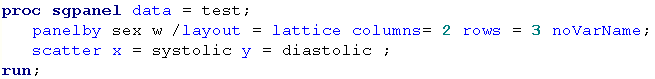 proc sgpanel data = test;
panelby sex w /layout = lattice columns= 2 rows = 3 noVarName;
scatter x = systolic y = diastolic ;
run;